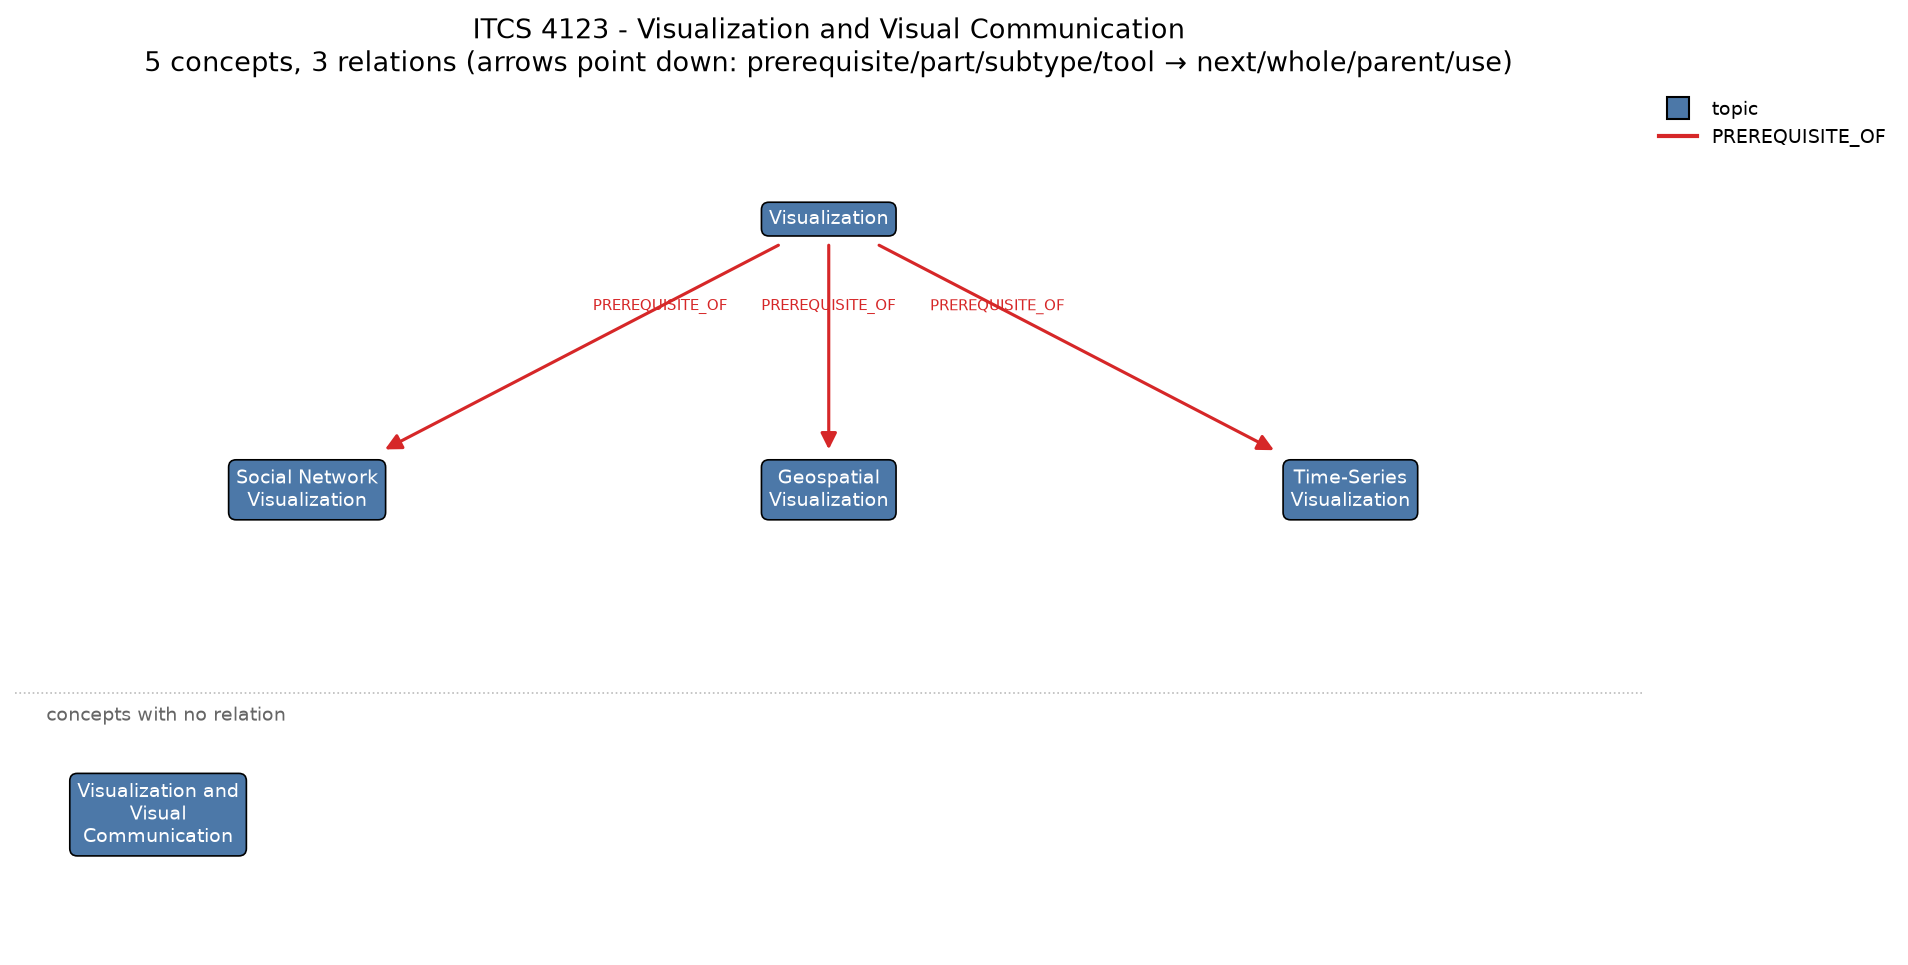 ITCS 4123 - Visualization and Visual Communication
5 concepts, 3 relations (arrows point down: prerequisite/part/subtype/tool → next/whole/parent/use)
topic
PREREQUISITE_OF
Visualization
PREREQUISITE_OF PREREQUISITE_OF PREREQUISITE_OF
Social Network
Visualization
Geospatial
Visualization
Time-Series
Visualization
concepts with no relation
Visualization and
Visual
Communication